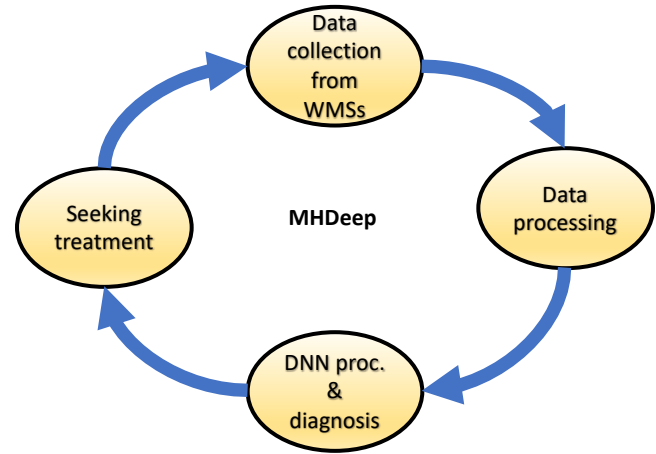 Data
collection
from
WMSs
Data
processing
MHDeep
Seeking
treatment
DNN proc.
&
diagnosis